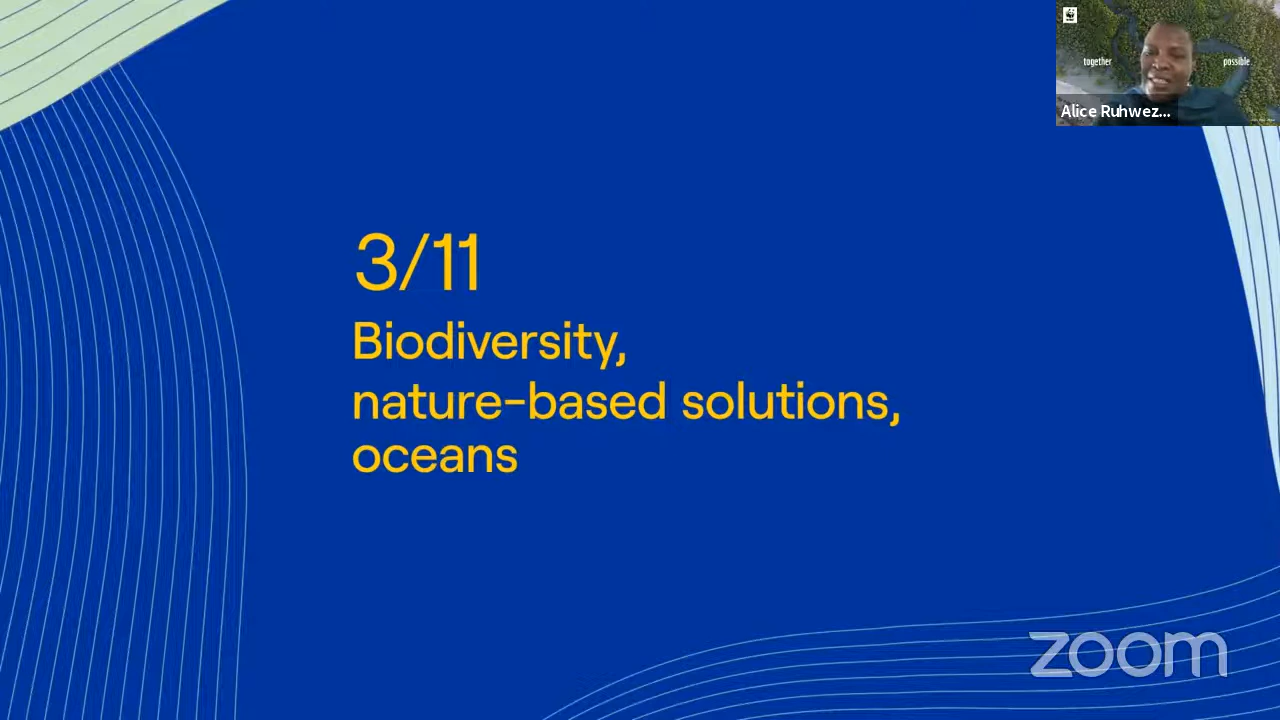 together
possible
Alice Ruhwez...
3/11
Biodiversity,
nature-based solutions,
oceans
zoom